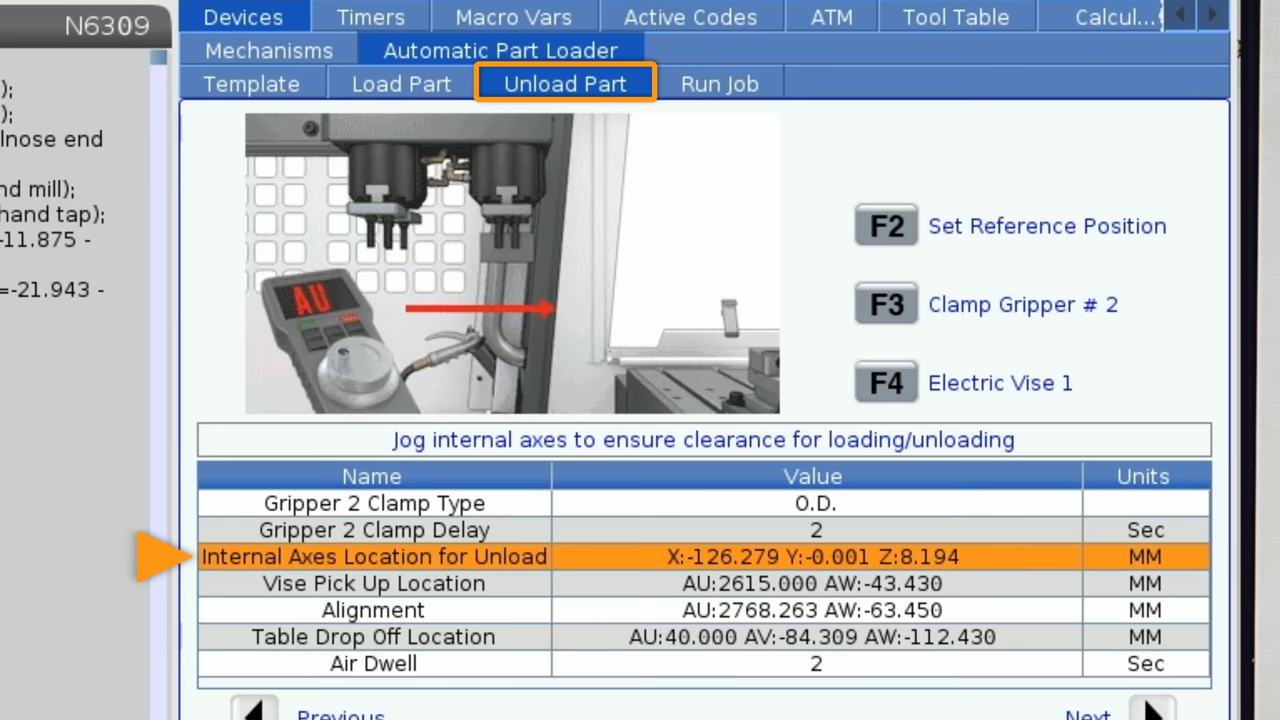 N6309
Devices Timers Macro Vars Active Codes ATM Tool Table Calcul...
Mechanisms Automatic Part Loader
Template Load Part Unload Part Run Job
);
);
lnose end
nd mill);
hand tap);
-11.875 -
=-21.943 -
AU
F2 Set Reference Position
F3 Clamp Gripper # 2
F4 Electric Vise 1
Jog internal axes to ensure clearance for loading/unloading
Name Value Units
Gripper 2 Clamp Type O.D.
Gripper 2 Clamp Delay 2 Sec
Internal Axes Location for Unload X:-126.279 Y:-0.001 Z:8.194 MM
Vise Pick Up Location AU:2615.000 AW:-43.430 MM
Alignment AU:2768.263 AW:-63.450 MM
Table Drop Off Location AU:40.000 AV:-84.309 AW:-112.430 MM
Air Dwell 2 Sec
Previous Next